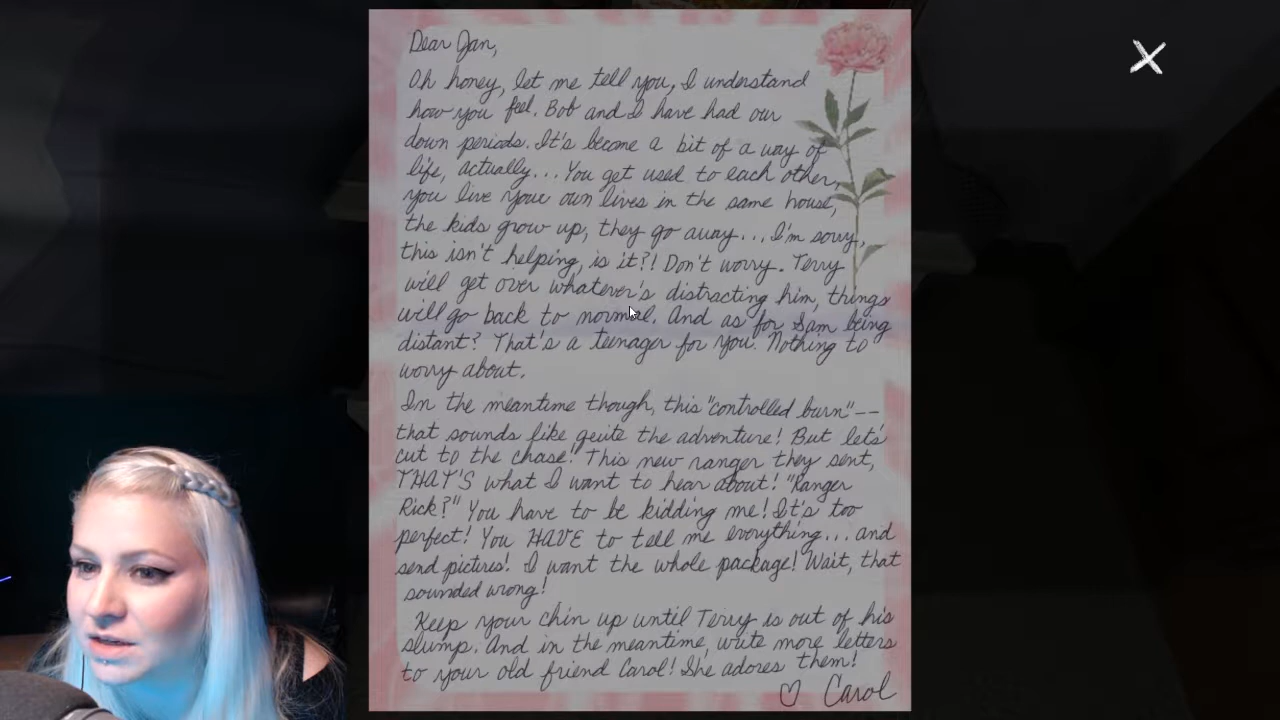 Dear Jan,
Oh honey, let me tell you, I understand
how you feel. Bob and I have had our
down periods. It's become a bit of a way of
life, actually... You get used to each other,
you live your own lives in the same house,
the kids grow up, they go away... I'm sorry,
this isn't helping, is it?! Don't worry. Terry
will get over whatever's distracting him, things
will go back to normal. And as for Sam being
distant? That's a teenager for you. Nothing to
worry about.
In the meantime though, this "controlled burn"--
that sounds like quite the adventure! But let's
cut to the chase! This new ranger they sent,
THAT'S what I want to hear about! "Ranger
Rick?" You have to be kidding me! It's too
perfect! You HAVE to tell me everything... and
send pictures! I want the whole package! Wait, that
sounded wrong!
Keep your chin up until Terry is out of his
slump. And in the meantime, write more letters
to your old friend Carol! She adores them!
♡ Carol